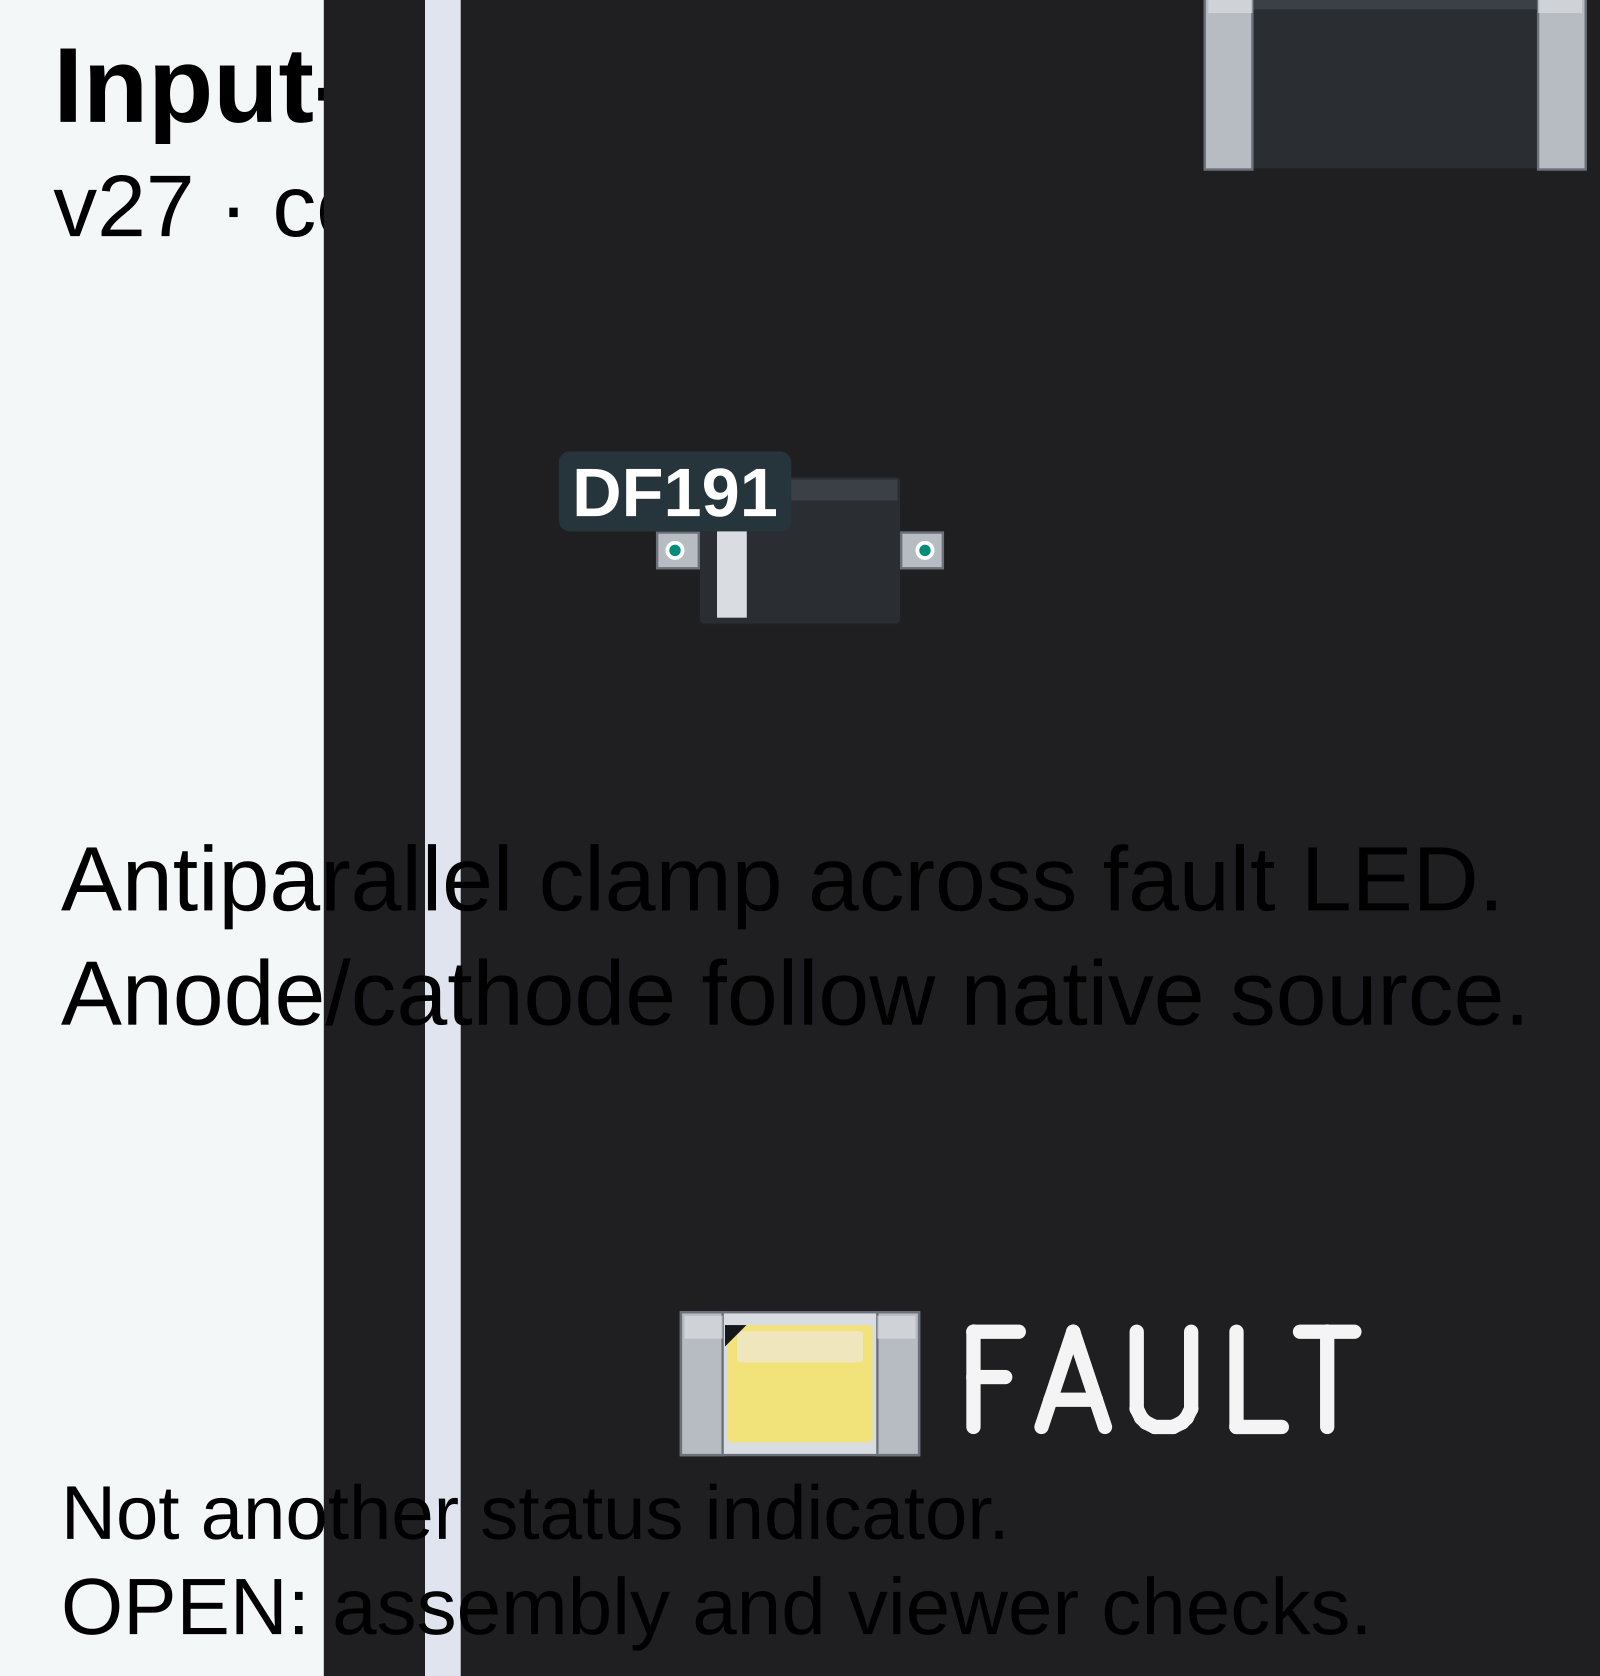 Input-
v27 · co
DF191
Antiparallel clamp across fault LED.
Anode/cathode follow native source.
FAULT
Not another status indicator.
OPEN: assembly and viewer checks.